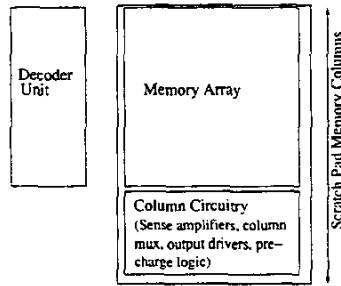 Decoder
Unit
Memory Array
Column Circuitry
(Sense amplifiers, column
mux, output drivers, pre-
charge logic)
Scratch Pad Memory Columns